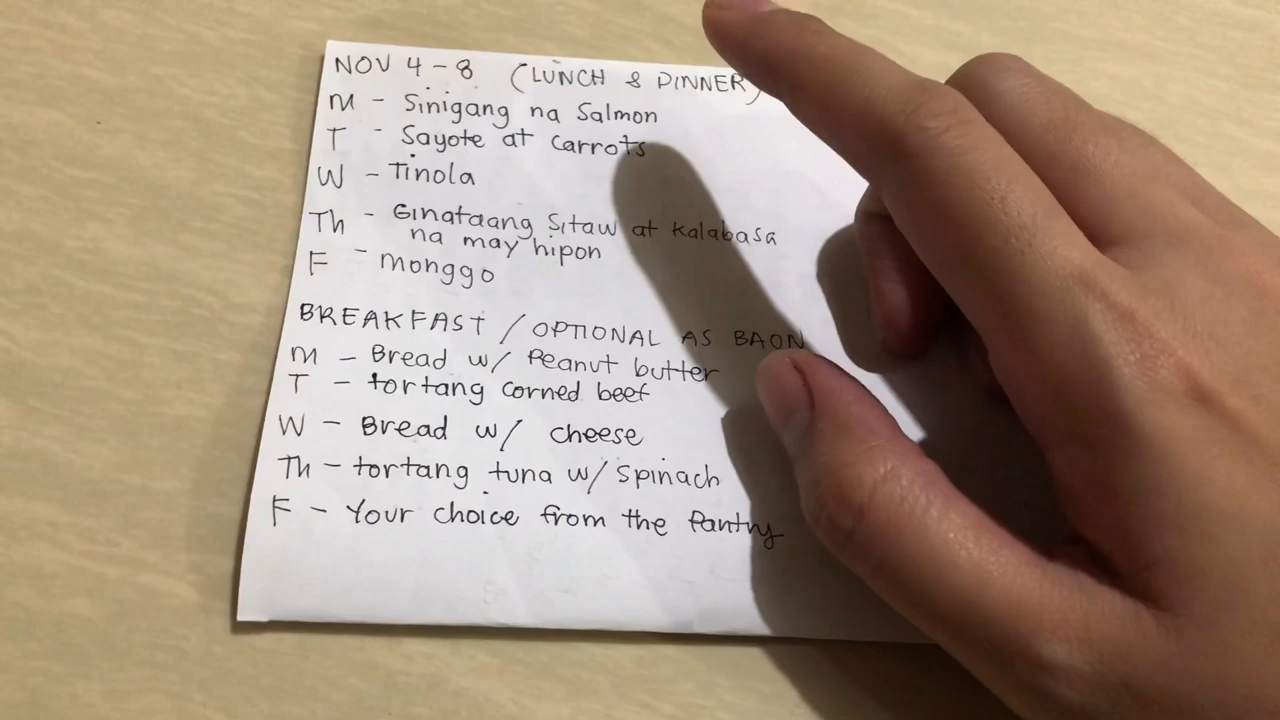 NOV 4-8 (LUNCH & DINNER)
M - Sinigang na Salmon
T - Sayote at carrots
W - Tinola
Th - Ginataang Sitaw at Kalabasa
na may hipon
F - Monggo
BREAKFAST / OPTIONAL AS BAON
M - Bread w/ Peanut butter
T - tortang corned beef
W - Bread w/ cheese
Th - tortang tuna w/ Spinach
F - Your choice from the Pantry